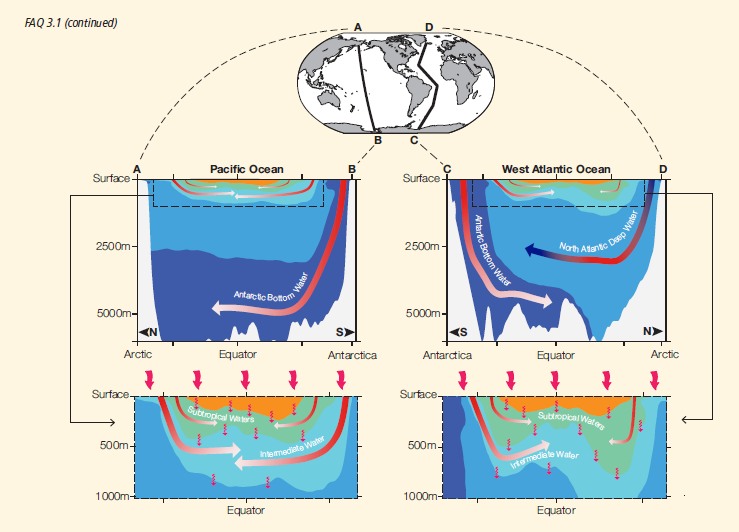 FAQ 3.1 (continued)
A D
B C
A Pacific Ocean B
C West Atlantic Ocean D
Surface
2500m
5000m
Antarctic Bottom Water
◄N S►
Arctic Equator Antarctica
Surface
2500m
5000m
Antarctic Bottom Water
North Atlantic Deep Water
◄S N►
Antarctica Equator Arctic
Surface
500m
1000m
Subtropical Waters
Intermediate Water
Equator
Surface
500m
1000m
Subtropical Waters
Intermediate Water
Equator